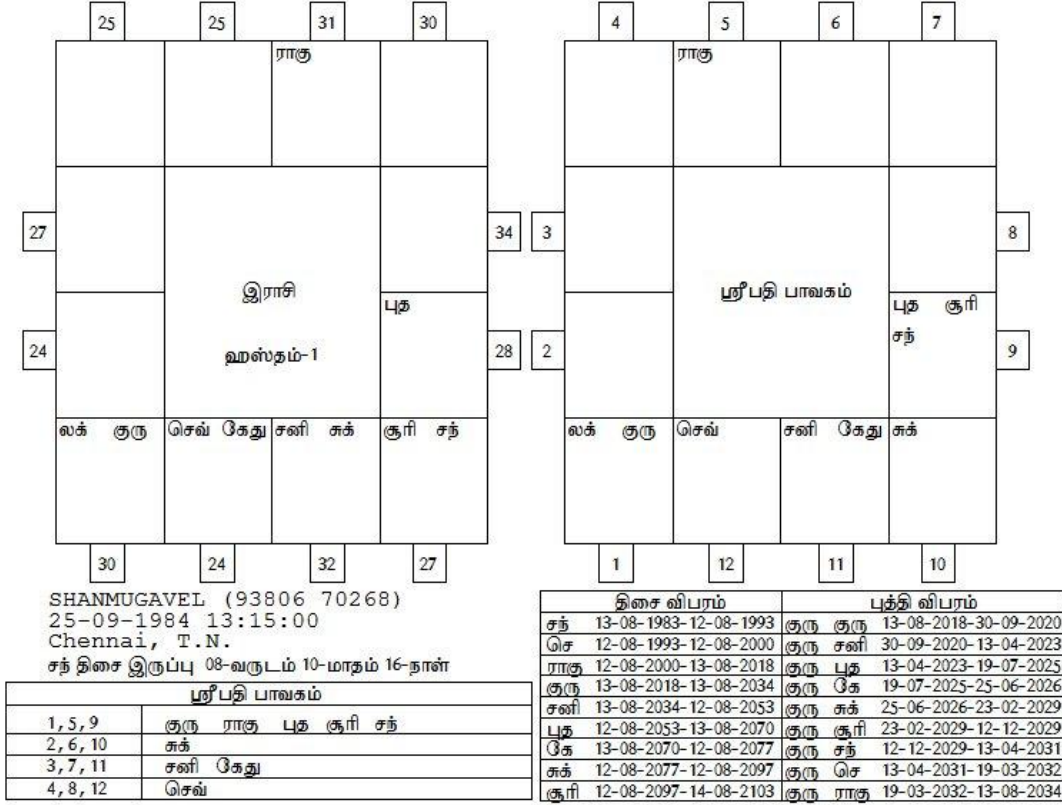 25 25 31 30
ராகு
27 34
இராசி
ஹஸ்தம்-1
புத
24 28
லக் குரு செவ் கேது சனி சுக் சூரி சந்
30 24 32 27
4 5 6 7
ராகு
3 8
ஸ்ரீபதி பாவகம்
புத சூரி
சந்
2 9
லக் குரு செவ் சனி கேது சுக்
1 12 11 10
SHANMUGAVEL (93806 70268)
25-09-1984 13:15:00
Chennai, T.N.
சந் திசை இருப்பு 08-வருடம் 10-மாதம் 16-நாள்
ஸ்ரீபதி பாவகம்
1, 5, 9 குரு ராகு புத சூரி சந்
2, 6, 10 சுக்
3, 7, 11 சனி கேது
4, 8, 12 செவ்
திசை விபரம் புத்தி விபரம்
சந் 13-08-1983-12-08-1993 குரு குரு 13-08-2018-30-09-2020
செ 12-08-1993-12-08-2000 குரு சனி 30-09-2020-13-04-2023
ராகு 12-08-2000-13-08-2018 குரு புத 13-04-2023-19-07-2025
குரு 13-08-2018-13-08-2034 குரு கே 19-07-2025-25-06-2026
சனி 13-08-2034-12-08-2053 குரு சுக் 25-06-2026-23-02-2029
புத 12-08-2053-13-08-2070 குரு சூரி 23-02-2029-12-12-2029
கே 13-08-2070-12-08-2077 குரு சந் 12-12-2029-13-04-2031
சுக் 12-08-2077-12-08-2097 குரு செ 13-04-2031-19-03-2032
சூரி 12-08-2097-14-08-2103 குரு ராகு 19-03-2032-13-08-2034